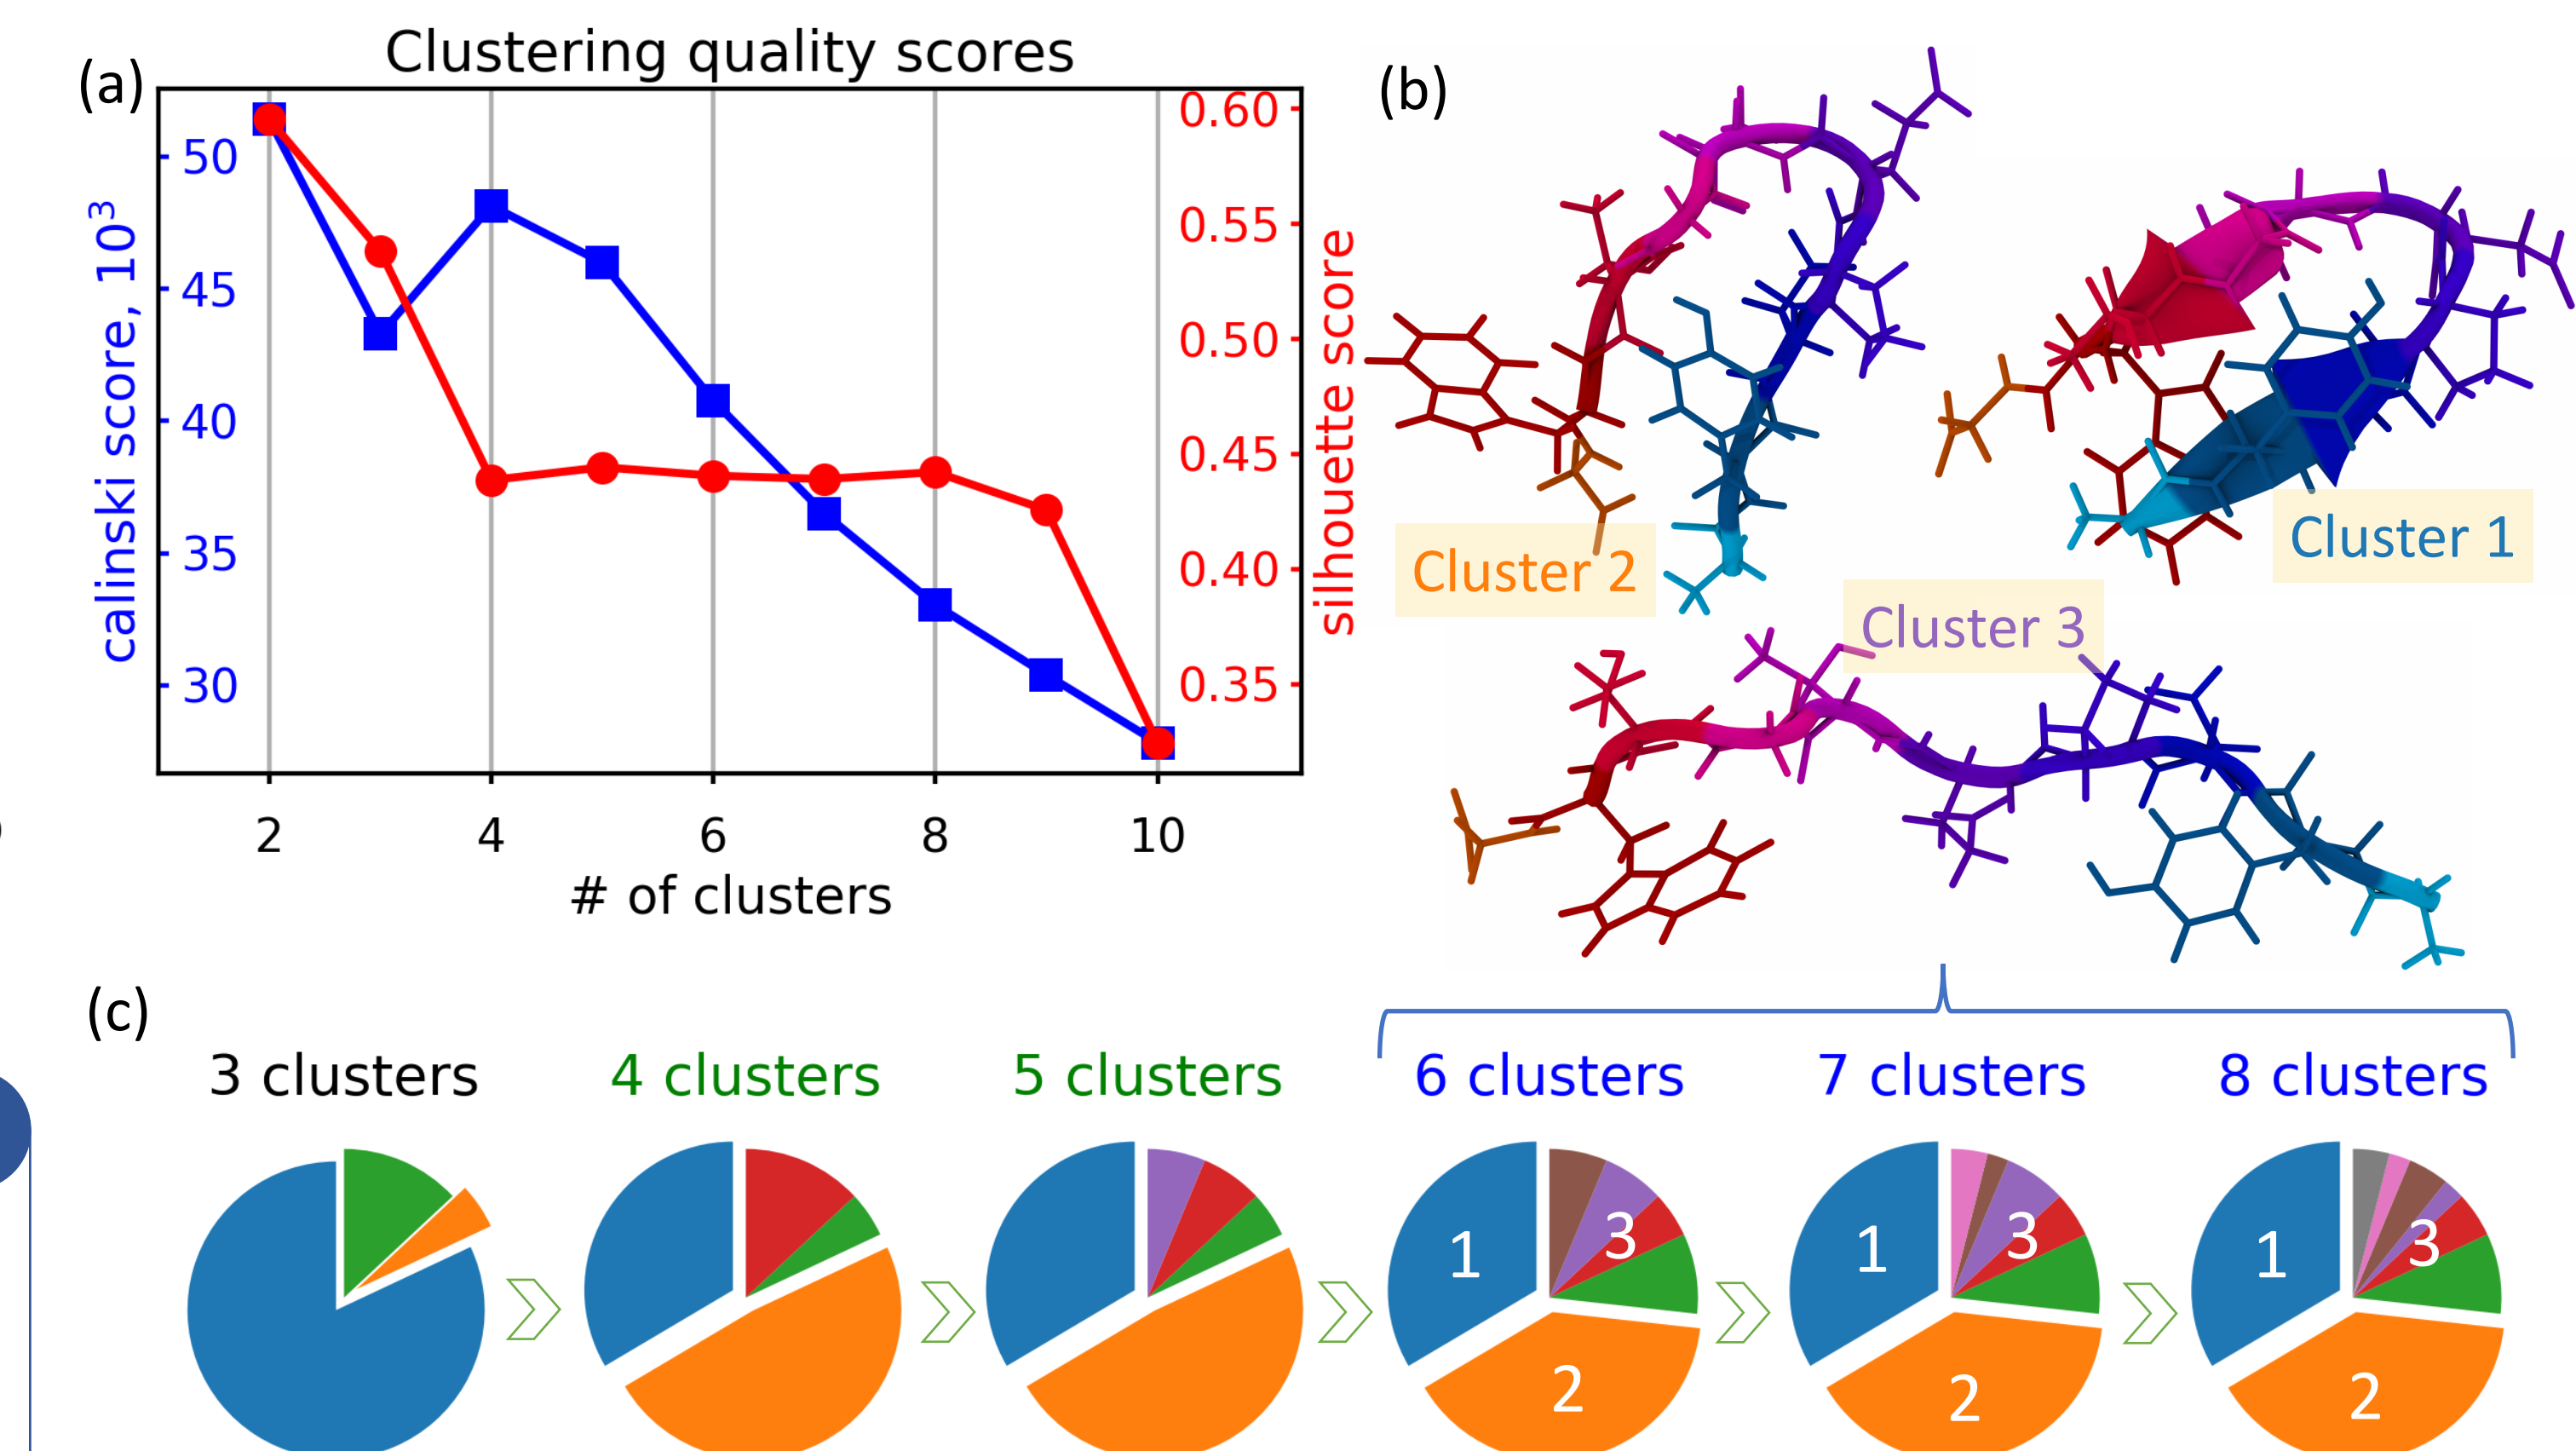 (a)
Clustering quality scores
50
45
40
35
30
calinski score, 10³
0.60
0.55
0.50
0.45
0.40
0.35
silhouette score
2 4 6 8 10
# of clusters
(b)
Cluster 2
Cluster 1
Cluster 3
(c)
3 clusters 4 clusters 5 clusters 6 clusters 7 clusters 8 clusters
1 3 2
1 3 2
1 3 2